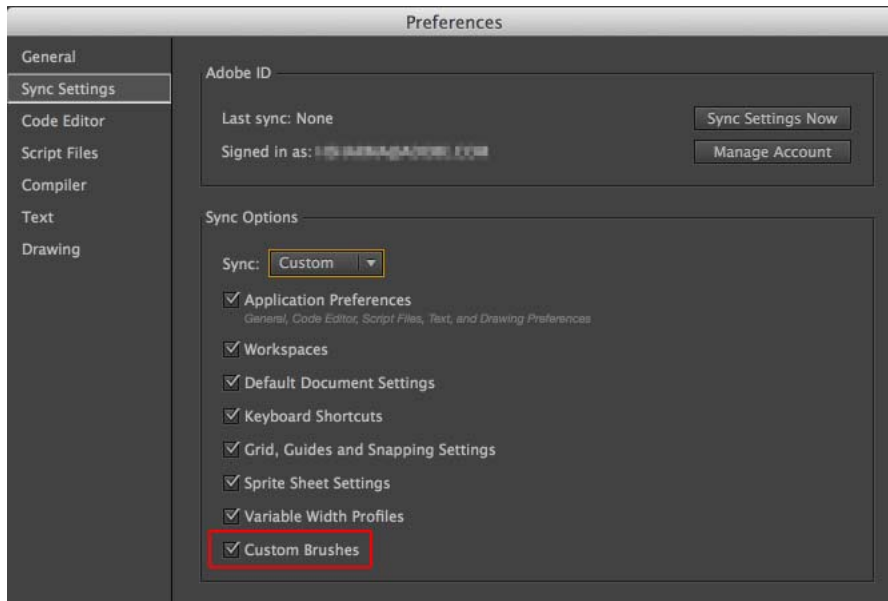 Preferences
General
Sync Settings
Code Editor
Script Files
Compiler
Text
Drawing
Adobe ID
Last sync: None
Sync Settings Now
Signed in as:
Manage Account
Sync Options
Sync: Custom
Application Preferences
General, Code Editor, Script Files, Text, and Drawing Preferences
Workspaces
Default Document Settings
Keyboard Shortcuts
Grid, Guides and Snapping Settings
Sprite Sheet Settings
Variable Width Profiles
Custom Brushes